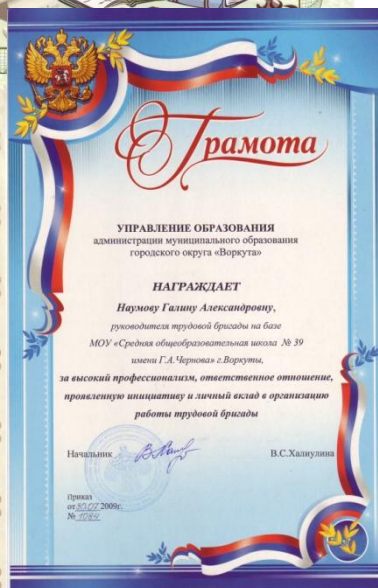 Грамота
УПРАВЛЕНИЕ ОБРАЗОВАНИЯ
администрации муниципального образования
городского округа «Воркута»
НАГРАЖДАЕТ
Наумову Галину Александровну,
руководителя трудовой бригады на базе
МОУ «Средняя общеобразовательная школа № 39
имени Г.А.Чернова» г.Воркуты,
за высокий профессионализм, ответственное отношение,
проявленную инициативу и личный вклад в организацию
работы трудовой бригады
Начальник В.С.Халиулина
Приказ
от 30.07 2009г.
№ 1084